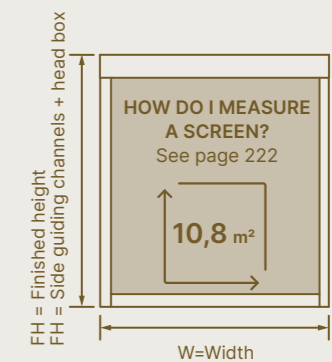 FH = Finished height
FH = Side guiding channels + head box
HOW DO I MEASURE
A SCREEN?
See page 222
10,8 m²
W=Width